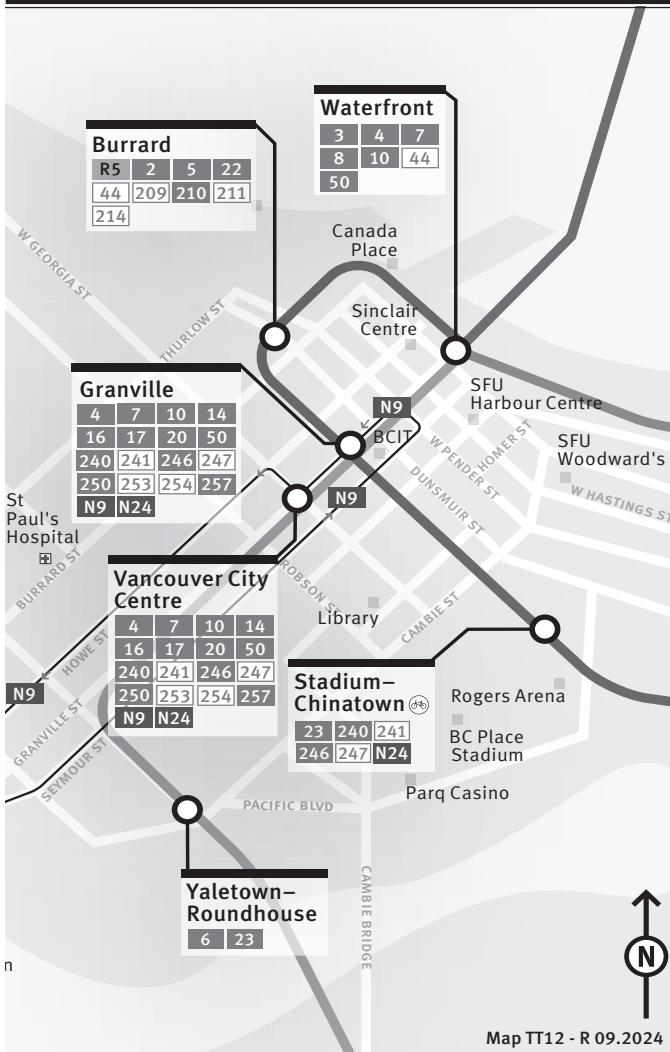 Waterfront
3 4 7
8 10 44
50
Burrard
R5 2 5 22
44 209 210 211
214
Canada
Place
W GEORGIA ST
THURLOW ST
Sinclair
Centre
Granville
4 7 10 14
16 17 20 50
240 241 246 247
250 253 254 257
N9 N24
N9
BCIT
SFU
Harbour Centre
W PENDER ST
HOMER ST
SFU
Woodward's
DUNSMUIR ST
W HASTINGS ST
N9
St
Paul's
Hospital
BURRARD ST
Vancouver City
Centre
4 7 10 14
16 17 20 50
240 241 246 247
250 253 254 257
N9 N24
ROBSON ST
Library
CAMBIE ST
HOWE ST
N9
Stadium–
Chinatown
23 240 241
246 247 N24
Rogers Arena
BC Place
Stadium
GRANVILLE ST
SEYMOUR ST
Parq Casino
PACIFIC BLVD
Yaletown–
Roundhouse
6 23
CAMBIE BRIDGE
n
N
Map TT12 - R 09.2024